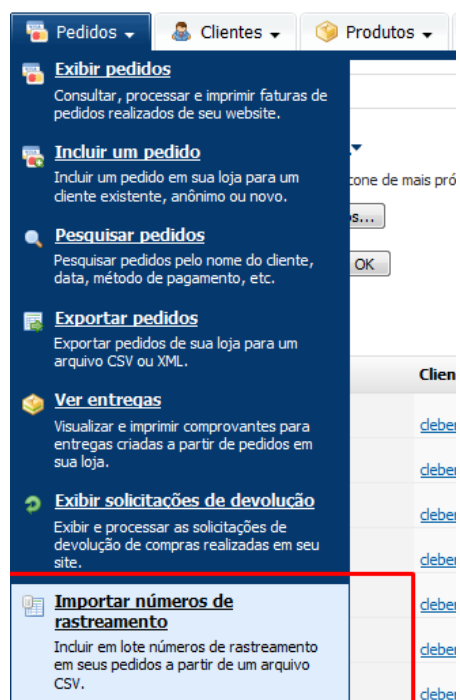 Pedidos
Clientes
Produtos
Exibir pedidos
Consultar, processar e imprimir faturas de
pedidos realizados de seu website.
Incluir um pedido
Incluir um pedido em sua loja para um
cliente existente, anônimo ou novo.
cone de mais pró
s...
Pesquisar pedidos
Pesquisar pedidos pelo nome do cliente,
data, método de pagamento, etc.
OK
Exportar pedidos
Exportar pedidos de sua loja para um
arquivo CSV ou XML.
Clien
Ver entregas
Visualizar e imprimir comprovantes para
entregas criadas a partir de pedidos em
sua loja.
cleber
cleber
Exibir solicitações de devolução
Exibir e processar as solicitações de
devolução de compras realizadas em seu
site.
cleber
cleber
Importar números de
rastreamento
Incluir em lote números de rastreamento
em seus pedidos a partir de um arquivo
CSV.
cleber
cleber
cleber